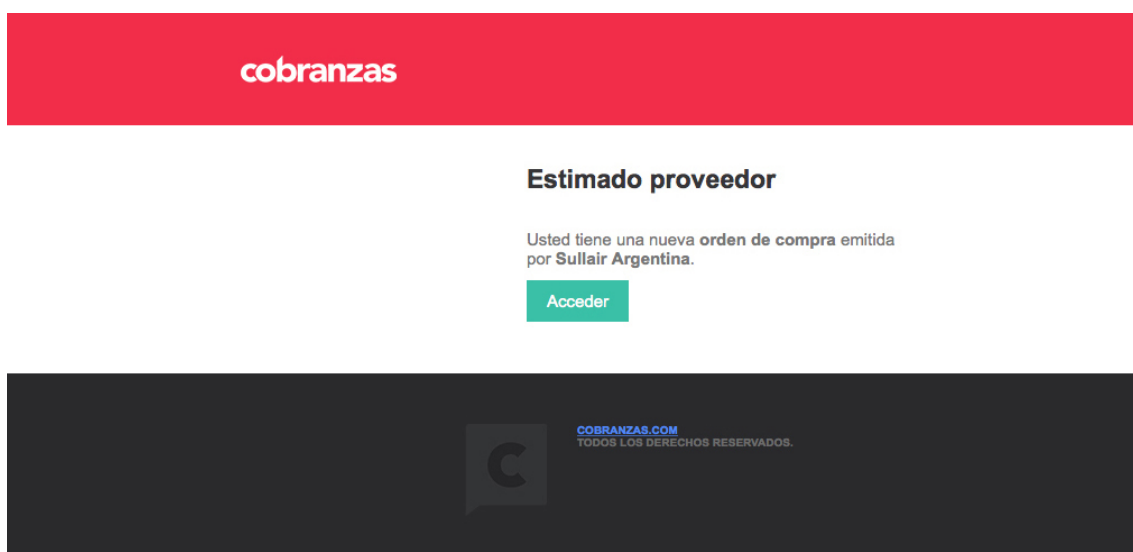 cobranzas
Estimado proveedor
Usted tiene una nueva orden de compra emitida
por Sullair Argentina.
Acceder
C
COBRANZAS.COM
TODOS LOS DERECHOS RESERVADOS.